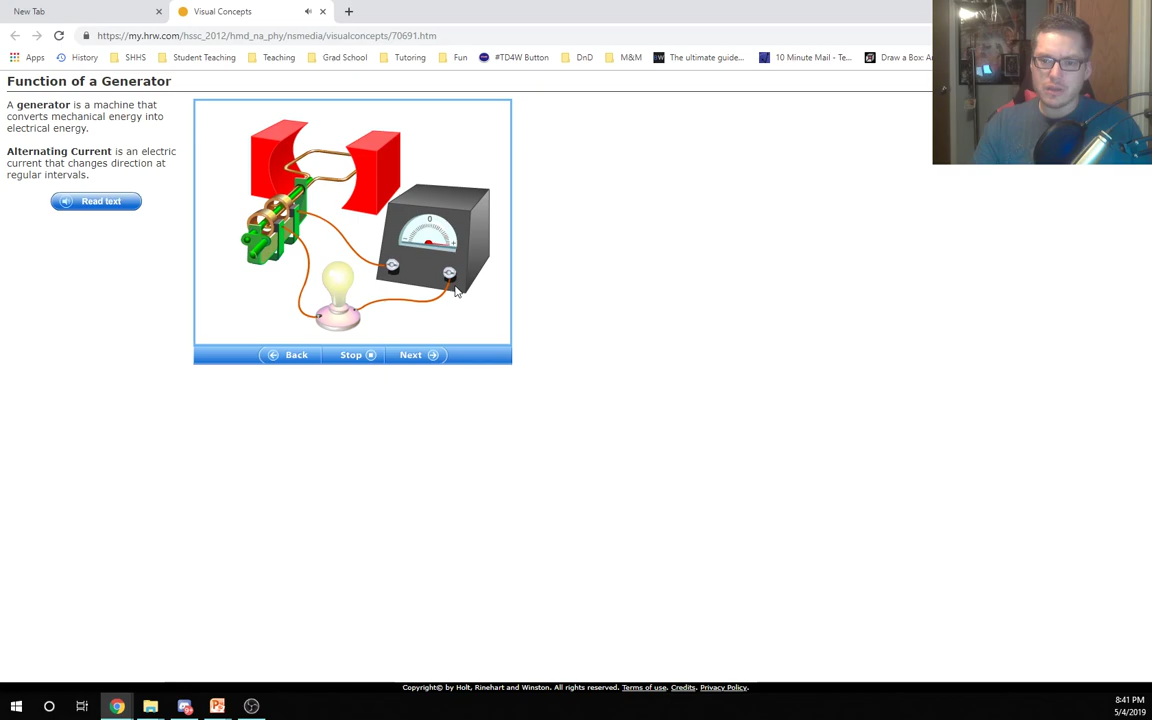 New Tab
Visual Concepts
https://my.hrw.com/hssc_2012/hmd_na_phy/nsmedia/visualconcepts/70691.htm
Apps History SHHS Student Teaching Teaching Grad School Tutoring Fun #TD4W Button DnD M&M The ultimate guide... 10 Minute Mail - Te... Draw a Box: A
Function of a Generator
A generator is a machine that
converts mechanical energy into
electrical energy.
Alternating Current is an electric
current that changes direction at
regular intervals.
Read text
0
- +
Back Stop Next
Copyright© by Holt, Rinehart and Winston. All rights reserved. Terms of use. Credits. Privacy Policy.
8:41 PM
5/4/2019